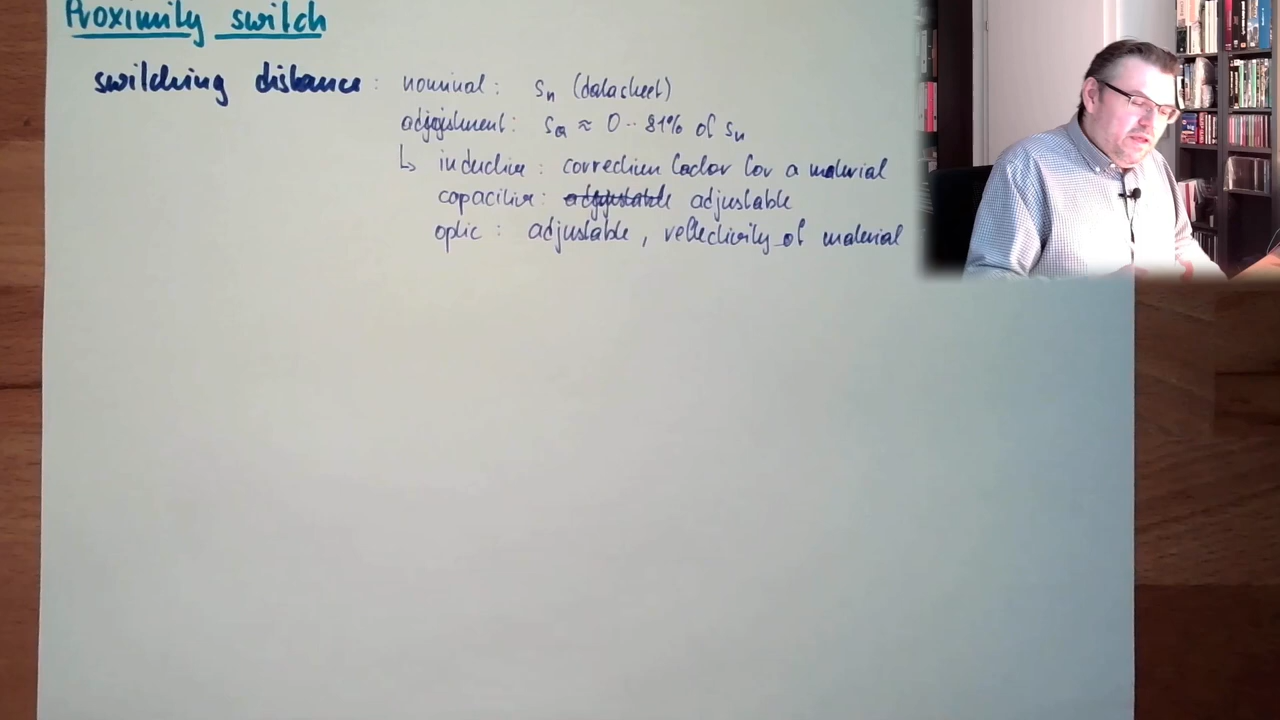 Proximity switch
switching distance : nominal : sn (datasheet)
adjustment : sa ≈ 0 -- 81% of sn
↳ inductive : correction factor for a material
capacitive : adjustable
optic : adjustable , reflectivity of material